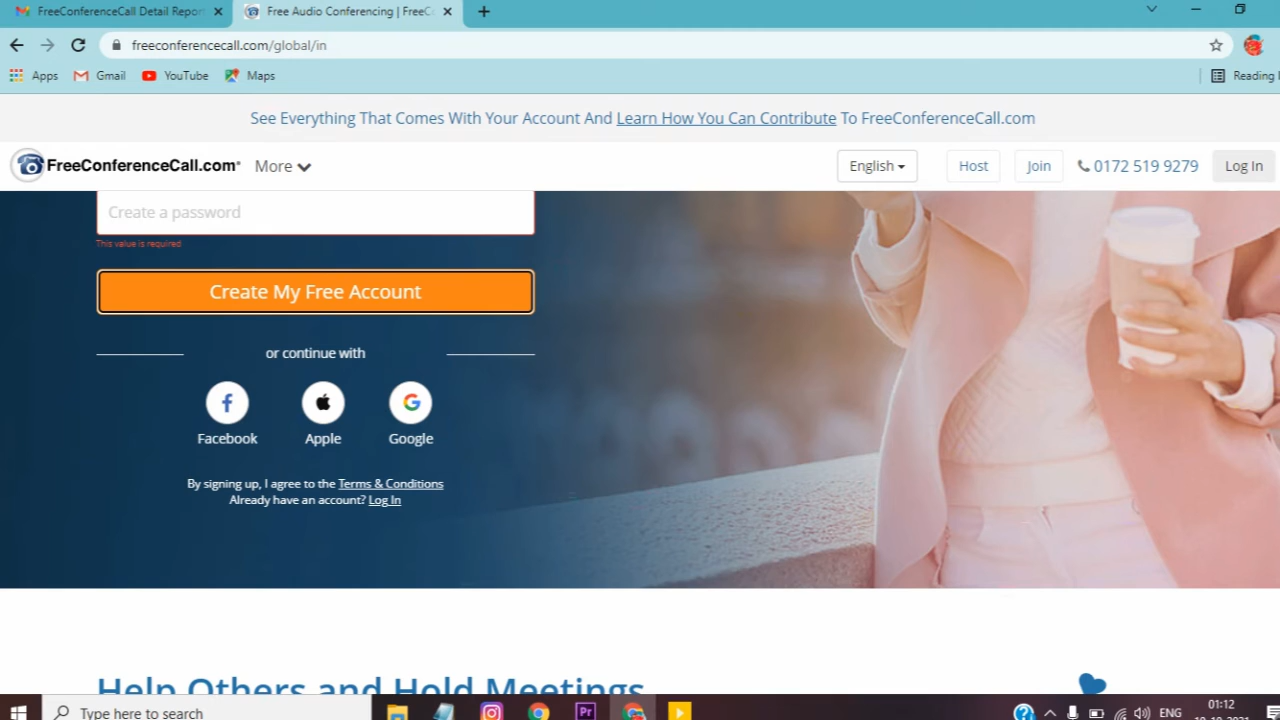 FreeConferenceCall Detail Repor
Free Audio Conferencing | FreeC
freeconferencecall.com/global/in
Apps Gmail YouTube Maps Reading
See Everything That Comes With Your Account And Learn How You Can Contribute To FreeConferenceCall.com
FreeConferenceCall.com® More English Host Join 0172 519 9279 Log In
Create a password
This value is required
Create My Free Account
or continue with
Facebook Apple Google
By signing up, I agree to the Terms & Conditions
Already have an account? Log In
Help Others and Hold Meetings
Type here to search Pr ENG 01:12